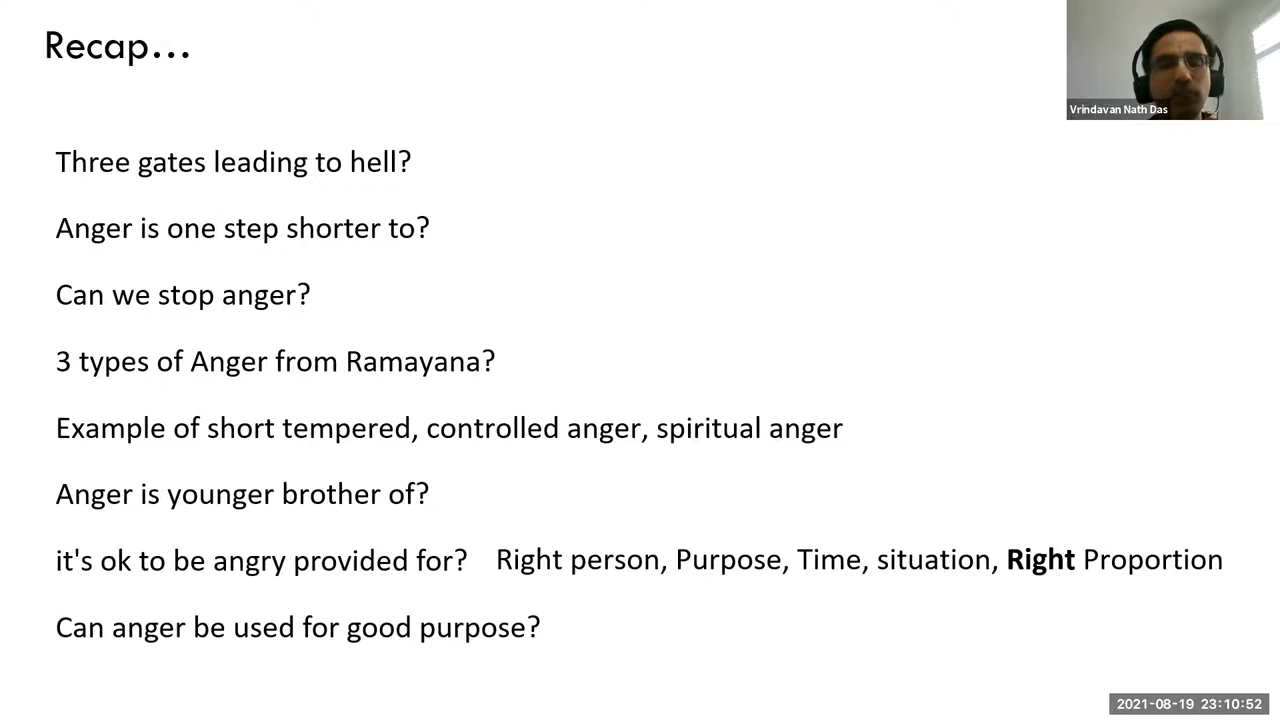 Recap...
Vrindavan Nath Das
Three gates leading to hell?
Anger is one step shorter to?
Can we stop anger?
3 types of Anger from Ramayana?
Example of short tempered, controlled anger, spiritual anger
Anger is younger brother of?
it's ok to be angry provided for? Right person, Purpose, Time, situation, Right Proportion
Can anger be used for good purpose?
2021-08-19 23:10:52